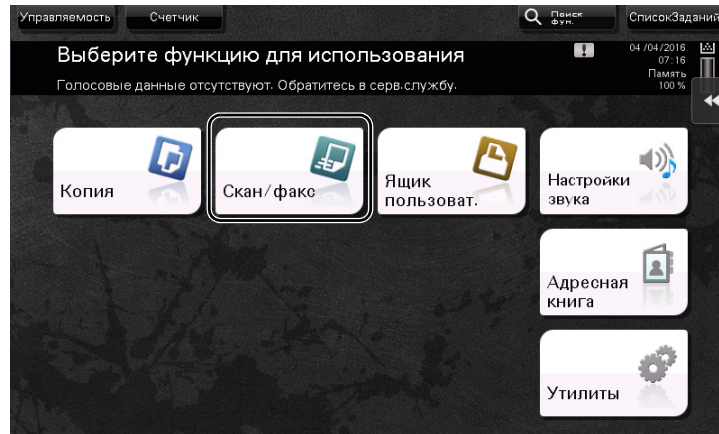 Управляемость
Счетчик
Поиск
фун.
СписокЗаданий
Выберите функцию для использования
Голосовые данные отсутствуют. Обратитесь в серв.службу.
04/04/2016
07:16
Память
100 %
Копия
Скан/факс
Ящик
пользоват.
Настройки
звука
Адресная
книга
Утилиты